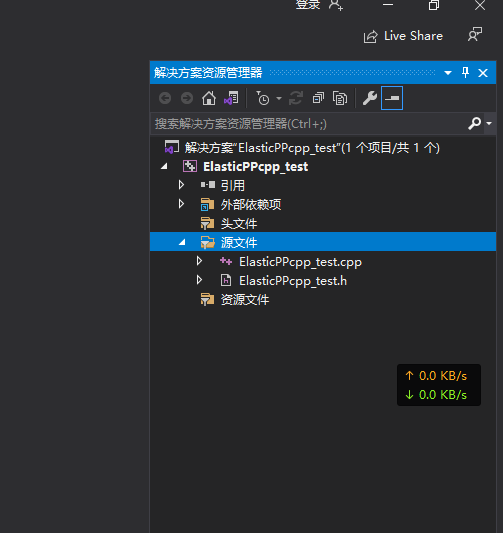 登录
Live Share
解决方案资源管理器
搜索解决方案资源管理器(Ctrl+;)
解决方案"ElasticPPcpp_test"(1 个项目/共 1 个)
ElasticPPcpp_test
引用
外部依赖项
头文件
源文件
ElasticPPcpp_test.cpp
ElasticPPcpp_test.h
资源文件
↑ 0.0 KB/s
↓ 0.0 KB/s